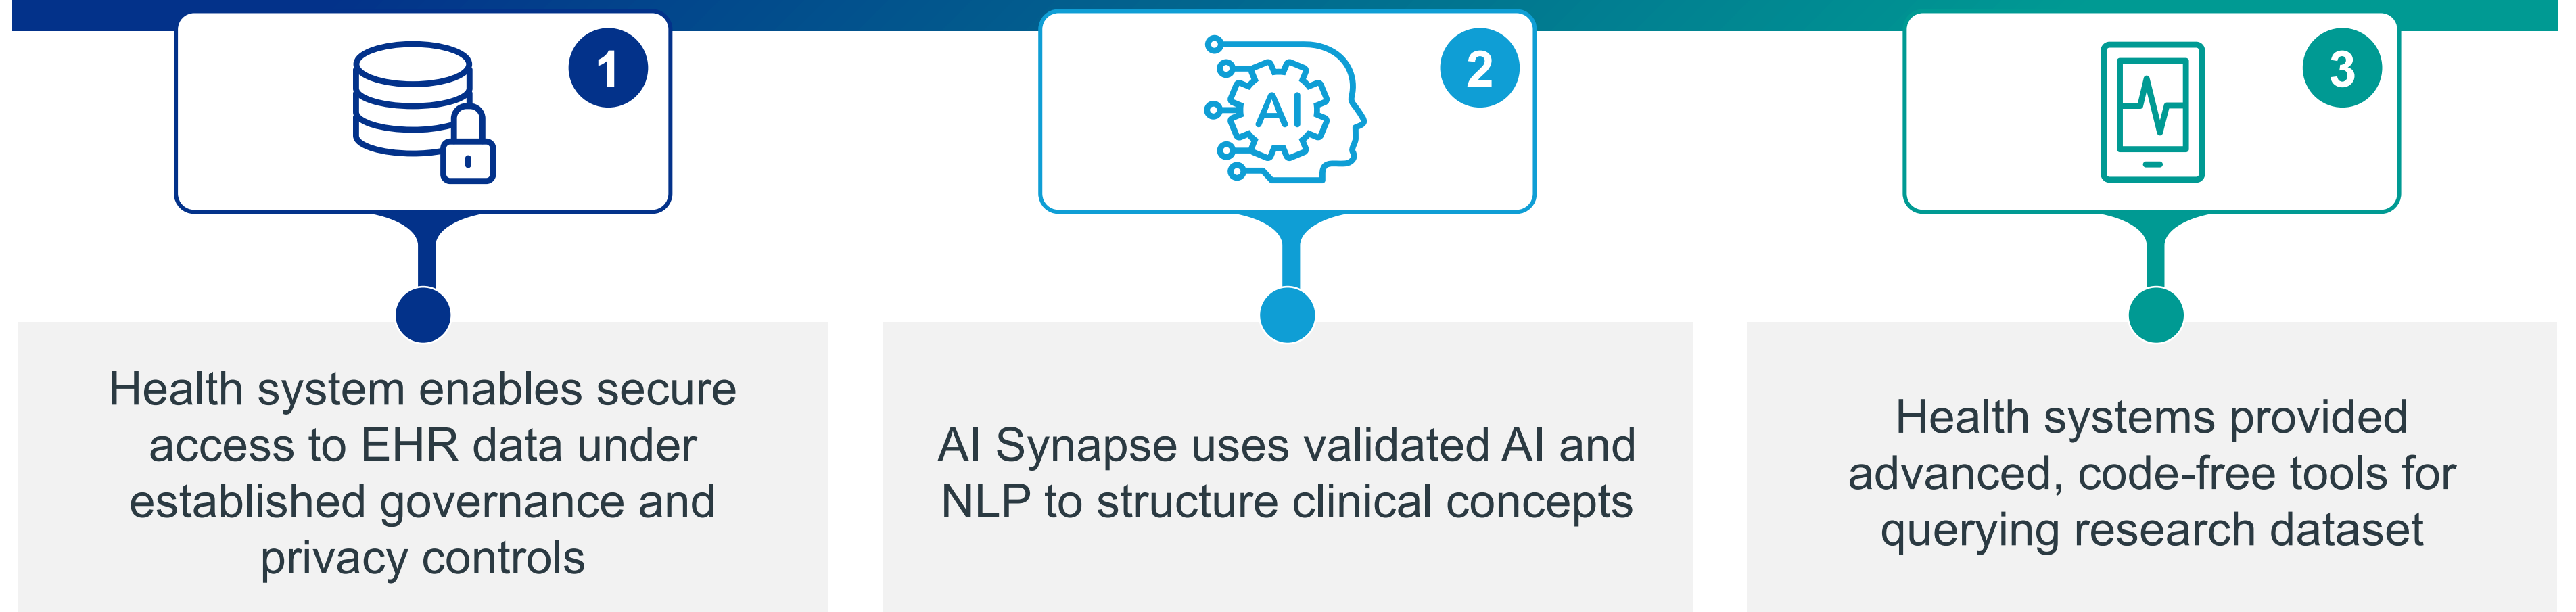 1
Health system enables secure
access to EHR data under
established governance and
privacy controls
AI
2
AI Synapse uses validated AI and
NLP to structure clinical concepts
3
Health systems provided
advanced, code-free tools for
querying research dataset